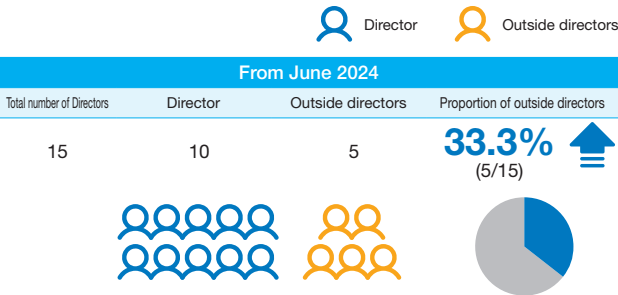 Director
Outside directors
From June 2024
Total number of Directors
Director
Outside directors
Proportion of outside directors
15
10
5
33.3%
(5/15)